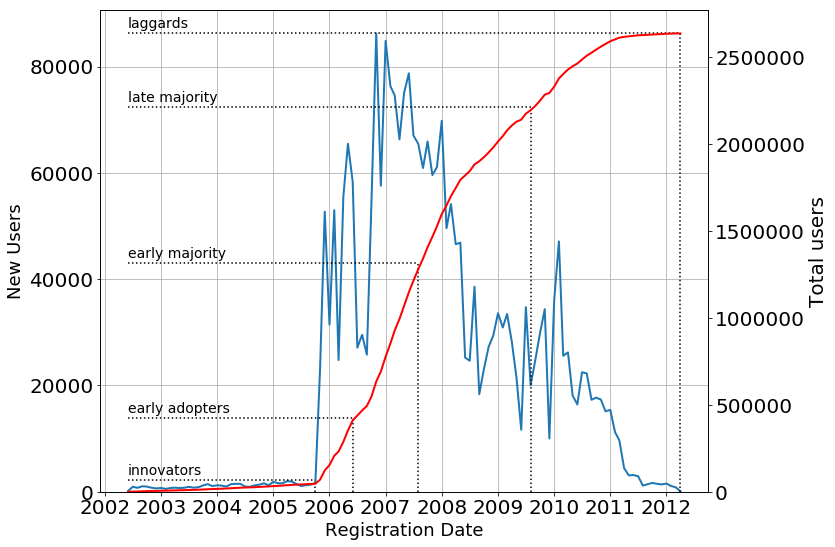 laggards
80000
2500000
late majority
2000000
60000
1500000
early majority
New Users
Total users
40000
1000000
20000
early adopters
500000
innovators
0
0
2002 2003 2004 2005 2006 2007 2008 2009 2010 2011 2012
Registration Date